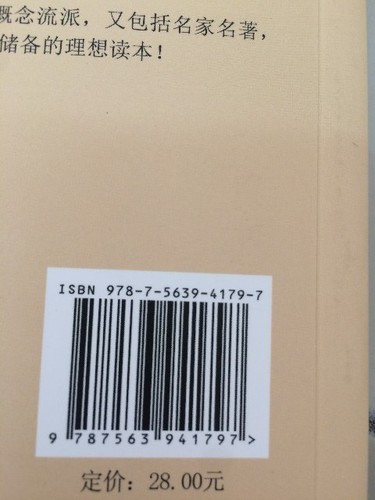 概念流派，又包括名家名著，
储备的理想读本！
ISBN 978-7-5639-4179-7
9 787563 941797>
定价：28.00元